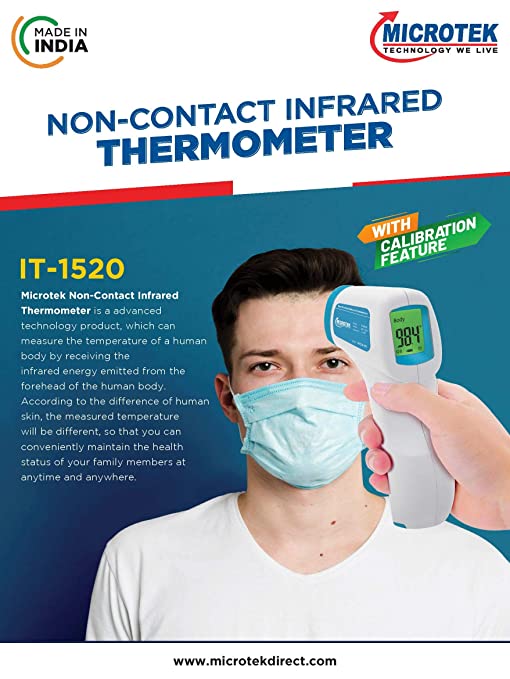 MADE IN
INDIA
MICROTEK
TECHNOLOGY WE LIVE
NON-CONTACT INFRARED
THERMOMETER
WITH
CALIBRATION
FEATURE
IT-1520
Microtek Non-Contact Infrared
Thermometer is a advanced
technology product, which can
measure the temperature of a human
body by receiving the
infrared energy emitted from the
forehead of the human body.
According to the difference of human
skin, the measured temperature
will be different, so that you can
conveniently maintain the health
status of your family members at
anytime and anywhere.
MICROTEK
Body
98.4
www.microtekdirect.com